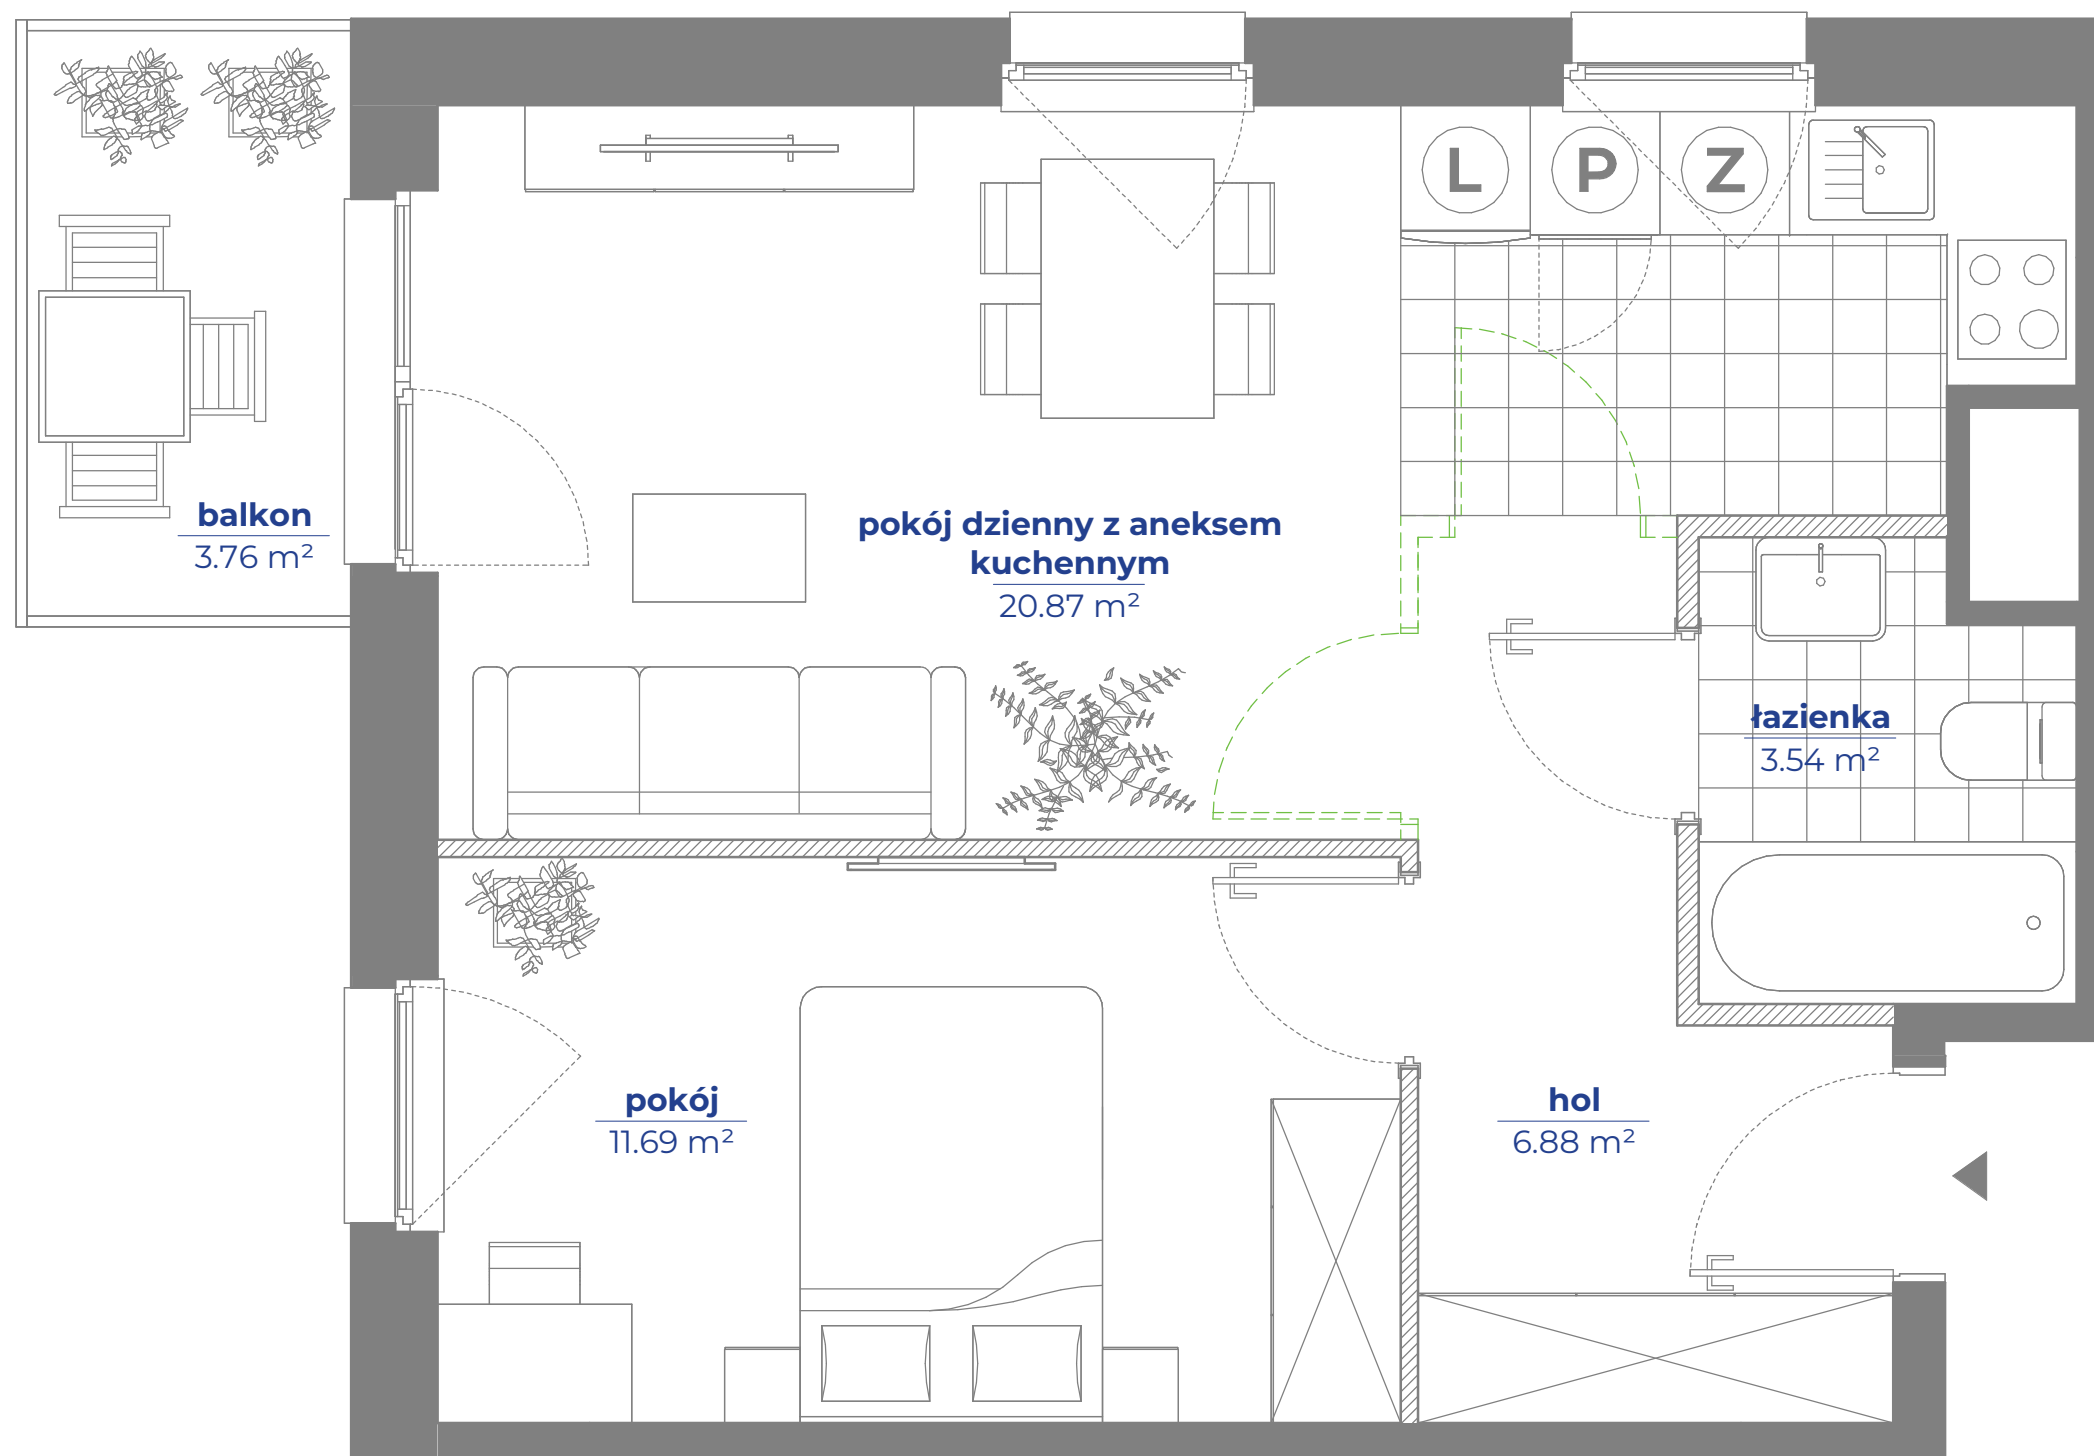 L P Z
balkon
3.76 m²
pokój dzienny z aneksem
kuchennym
20.87 m²
łazienka
3.54 m²
pokój
11.69 m²
hol
6.88 m²